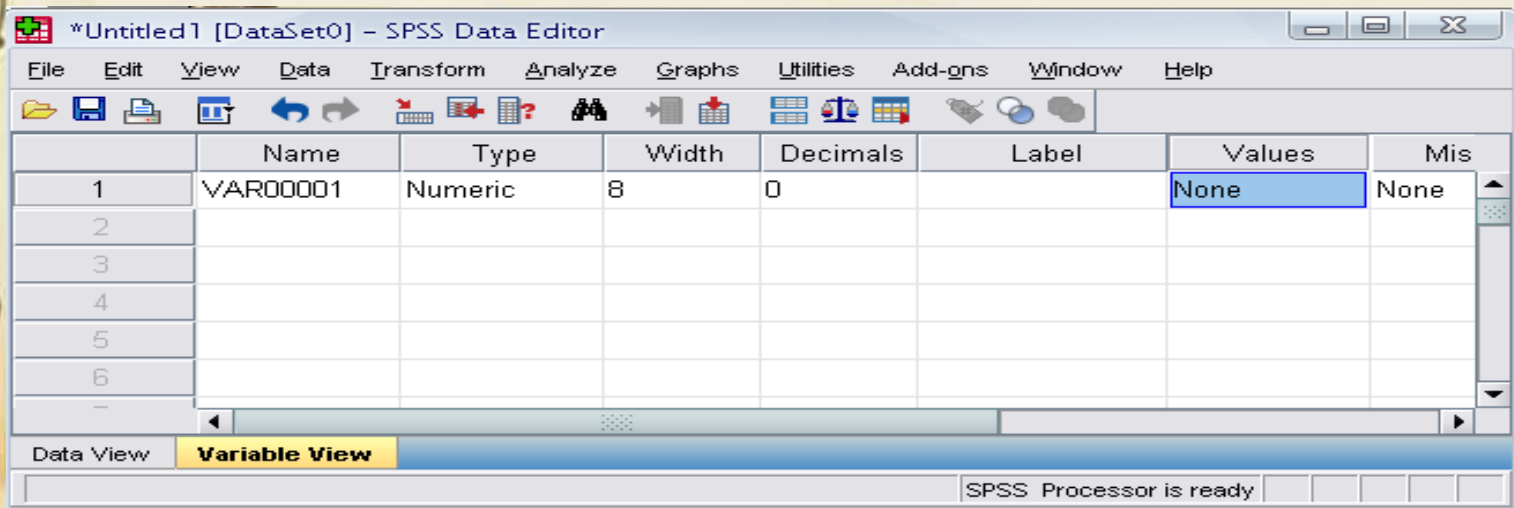 *Untitled1 [DataSet0] - SPSS Data Editor
File Edit View Data Transform Analyze Graphs Utilities Add-ons Window Help
Name Type Width Decimals Label Values Mis
1 VAR00001 Numeric 8 0 None None
2
3
4
5
6
Data View Variable View
SPSS Processor is ready